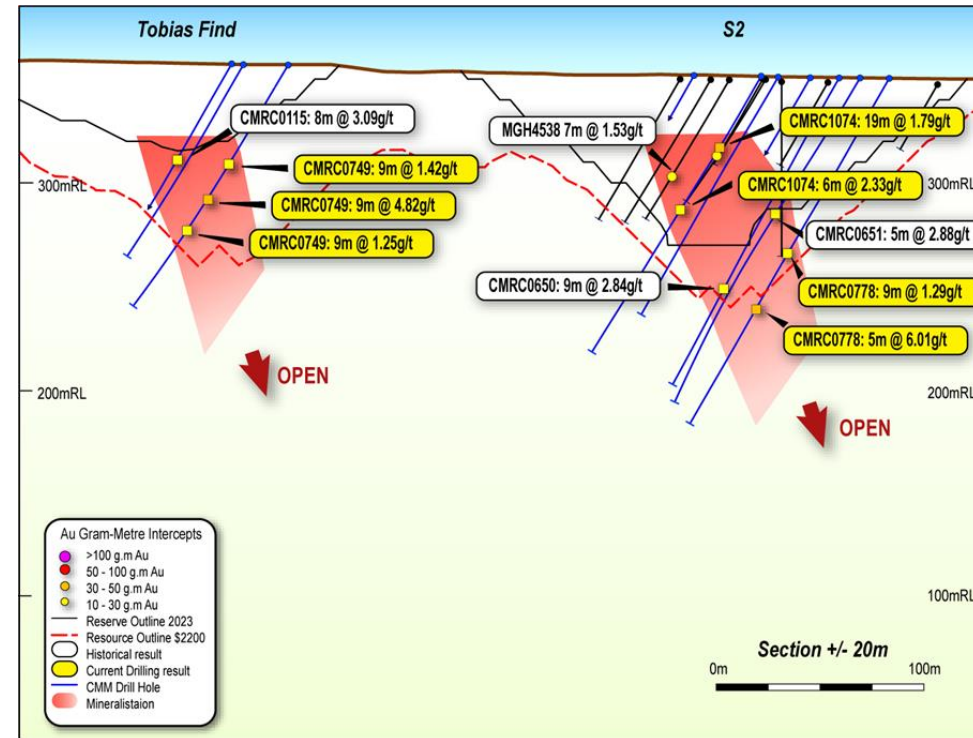 Tobias Find
S2
CMRC0115: 8m @ 3.09g/t
MGH4538 7m @ 1.53g/t
CMRC1074: 19m @ 1.79g/t
CMRC0749: 9m @ 1.42g/t
300mRL
300mRL
CMRC1074: 6m @ 2.33g/t
CMRC0749: 9m @ 4.82g/t
CMRC0749: 9m @ 1.25g/t
CMRC0651: 5m @ 2.88g/t
CMRC0650: 9m @ 2.84g/t
CMRC0778: 9m @ 1.29g/t
CMRC0778: 5m @ 6.01g/t
OPEN
200mRL
200mRL
OPEN
Au Gram-Metre Intercepts
>100 g.m Au
50 - 100 g.m Au
30 - 50 g.m Au
10 - 30 g.m Au
Reserve Outline 2023
Resource Outline $2200
Historical result
Current Drilling result
CMM Drill Hole
Mineralistaion
100mRL
Section +/- 20m
0m
100m